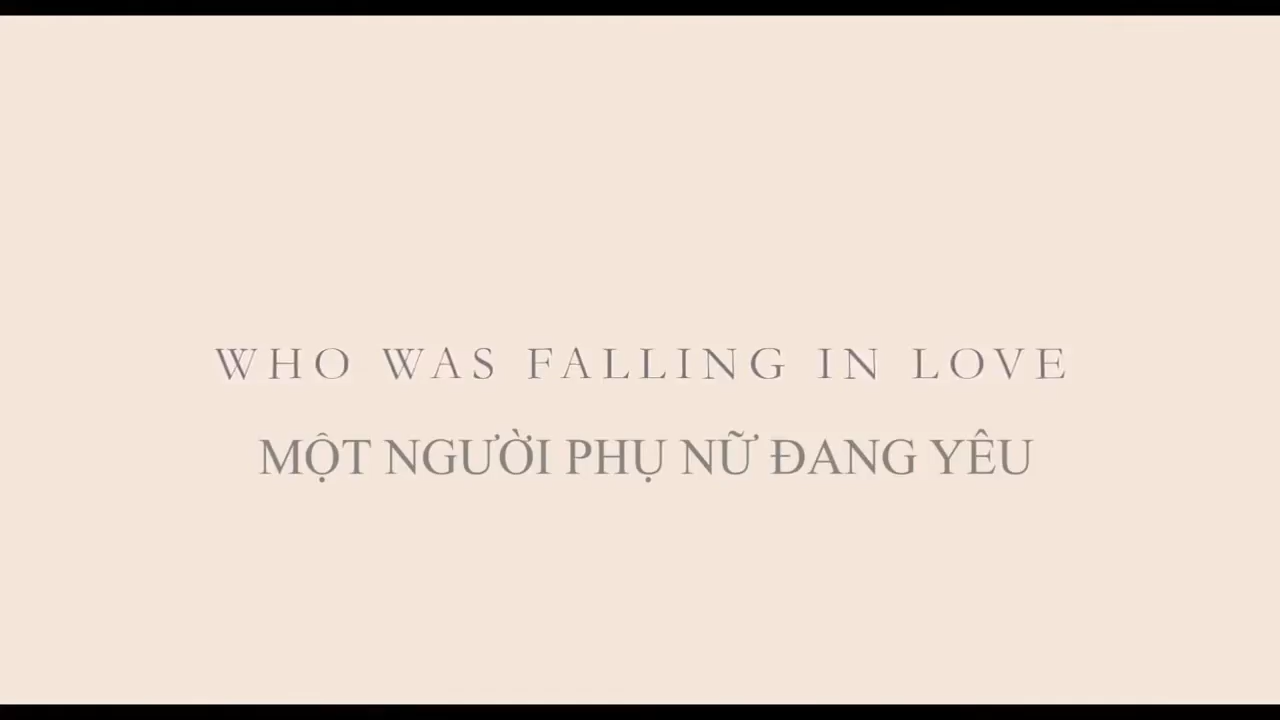 WHO WAS FALLING IN LOVE
MỘT NGƯỜI PHỤ NỮ ĐANG YÊU